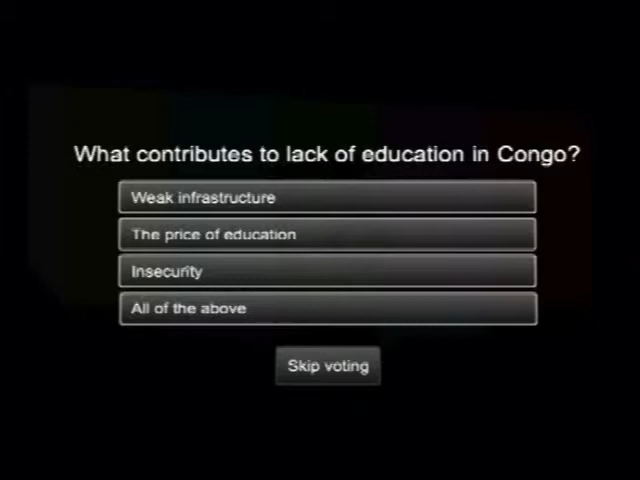 What contributes to lack of education in Congo?
Weak infrastructure
The price of education
Insecurity
All of the above
Skip voting